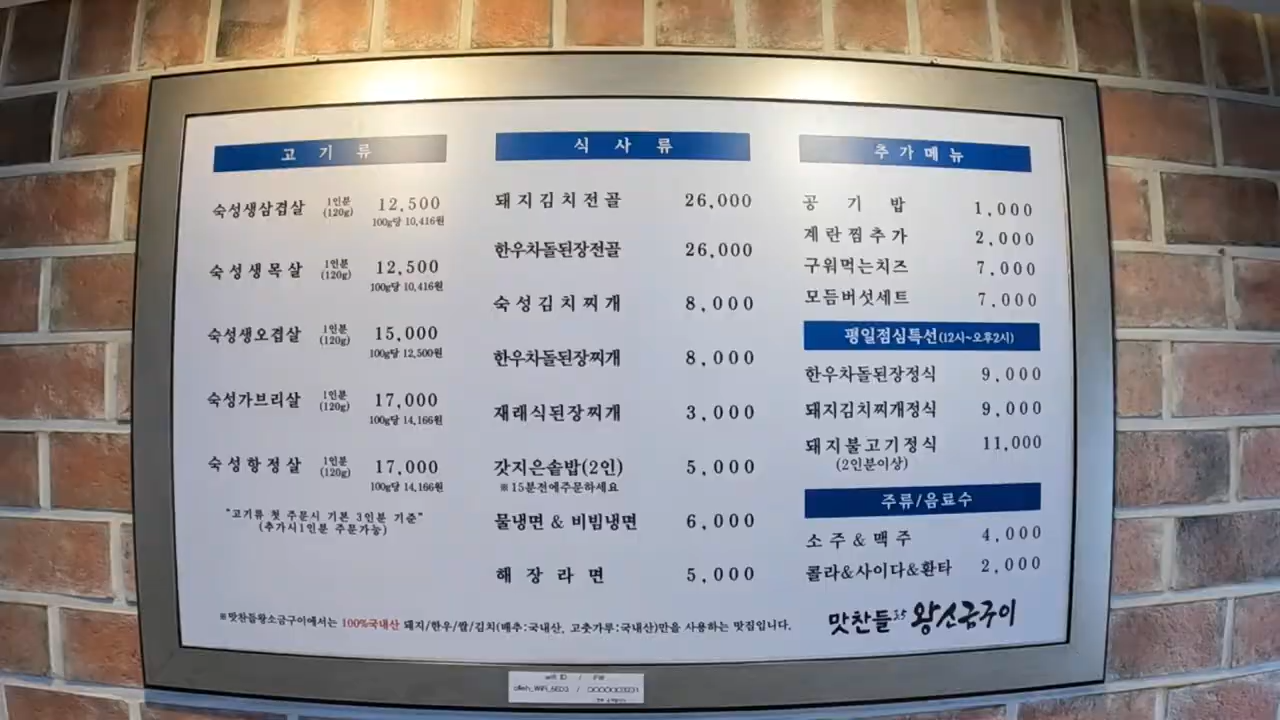 고기류
숙성생삼겹살 1인분 (120g) 12,500
100g당 10,416원
숙성생목살 1인분 (120g) 12,500
100g당 10,416원
숙성생오겹살 1인분 (120g) 15,000
100g당 12,500원
숙성가브리살 1인분 (120g) 17,000
100g당 14,166원
숙성항정살 1인분 (120g) 17,000
100g당 14,166원
"고기류 첫 주문시 기본 3인분 기준"
(추가시1인분 주문가능)
식사류
돼지김치전골 26,000
한우차돌된장전골 26,000
숙성김치찌개 8,000
한우차돌된장찌개 8,000
재래식된장찌개 3,000
갓지은솥밥(2인) 5,000
※15분전에주문하세요
물냉면 & 비빔냉면 6,000
해장라면 5,000
추가메뉴
공기밥 1,000
계란찜추가 2,000
구워먹는치즈 7,000
모듬버섯세트 7,000
평일점심특선(12시~오후2시)
한우차돌된장정식 9,000
돼지김치찌개정식 9,000
돼지불고기정식 11,000
(2인분이상)
주류/음료수
소주&맥주 4,000
콜라&사이다&환타 2,000
※맛찬들왕소금구이에서는 100%국내산 돼지/한우/쌀/김치(배추:국내산, 고춧가루:국내산)만을 사용하는 맛집입니다.
맛찬들 왕소금구이
wifi ID / PW